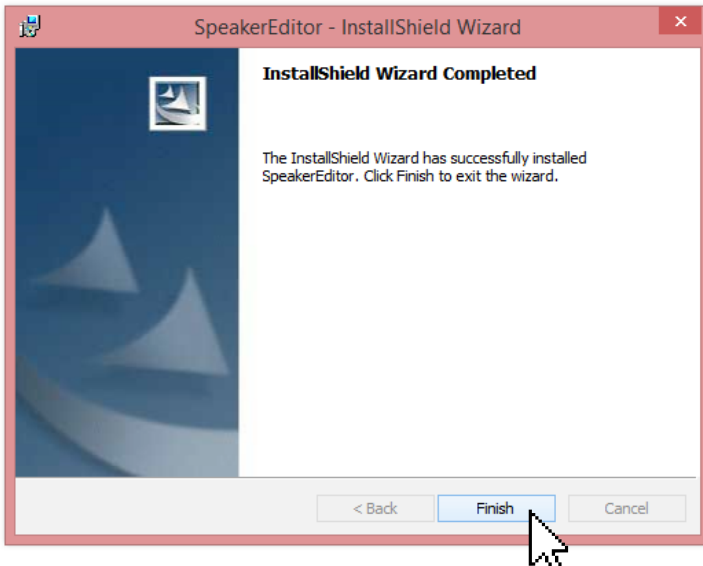 SpeakerEditor - InstallShield Wizard
InstallShield Wizard Completed
The InstallShield Wizard has successfully installed
SpeakerEditor. Click Finish to exit the wizard.
< Back Finish Cancel